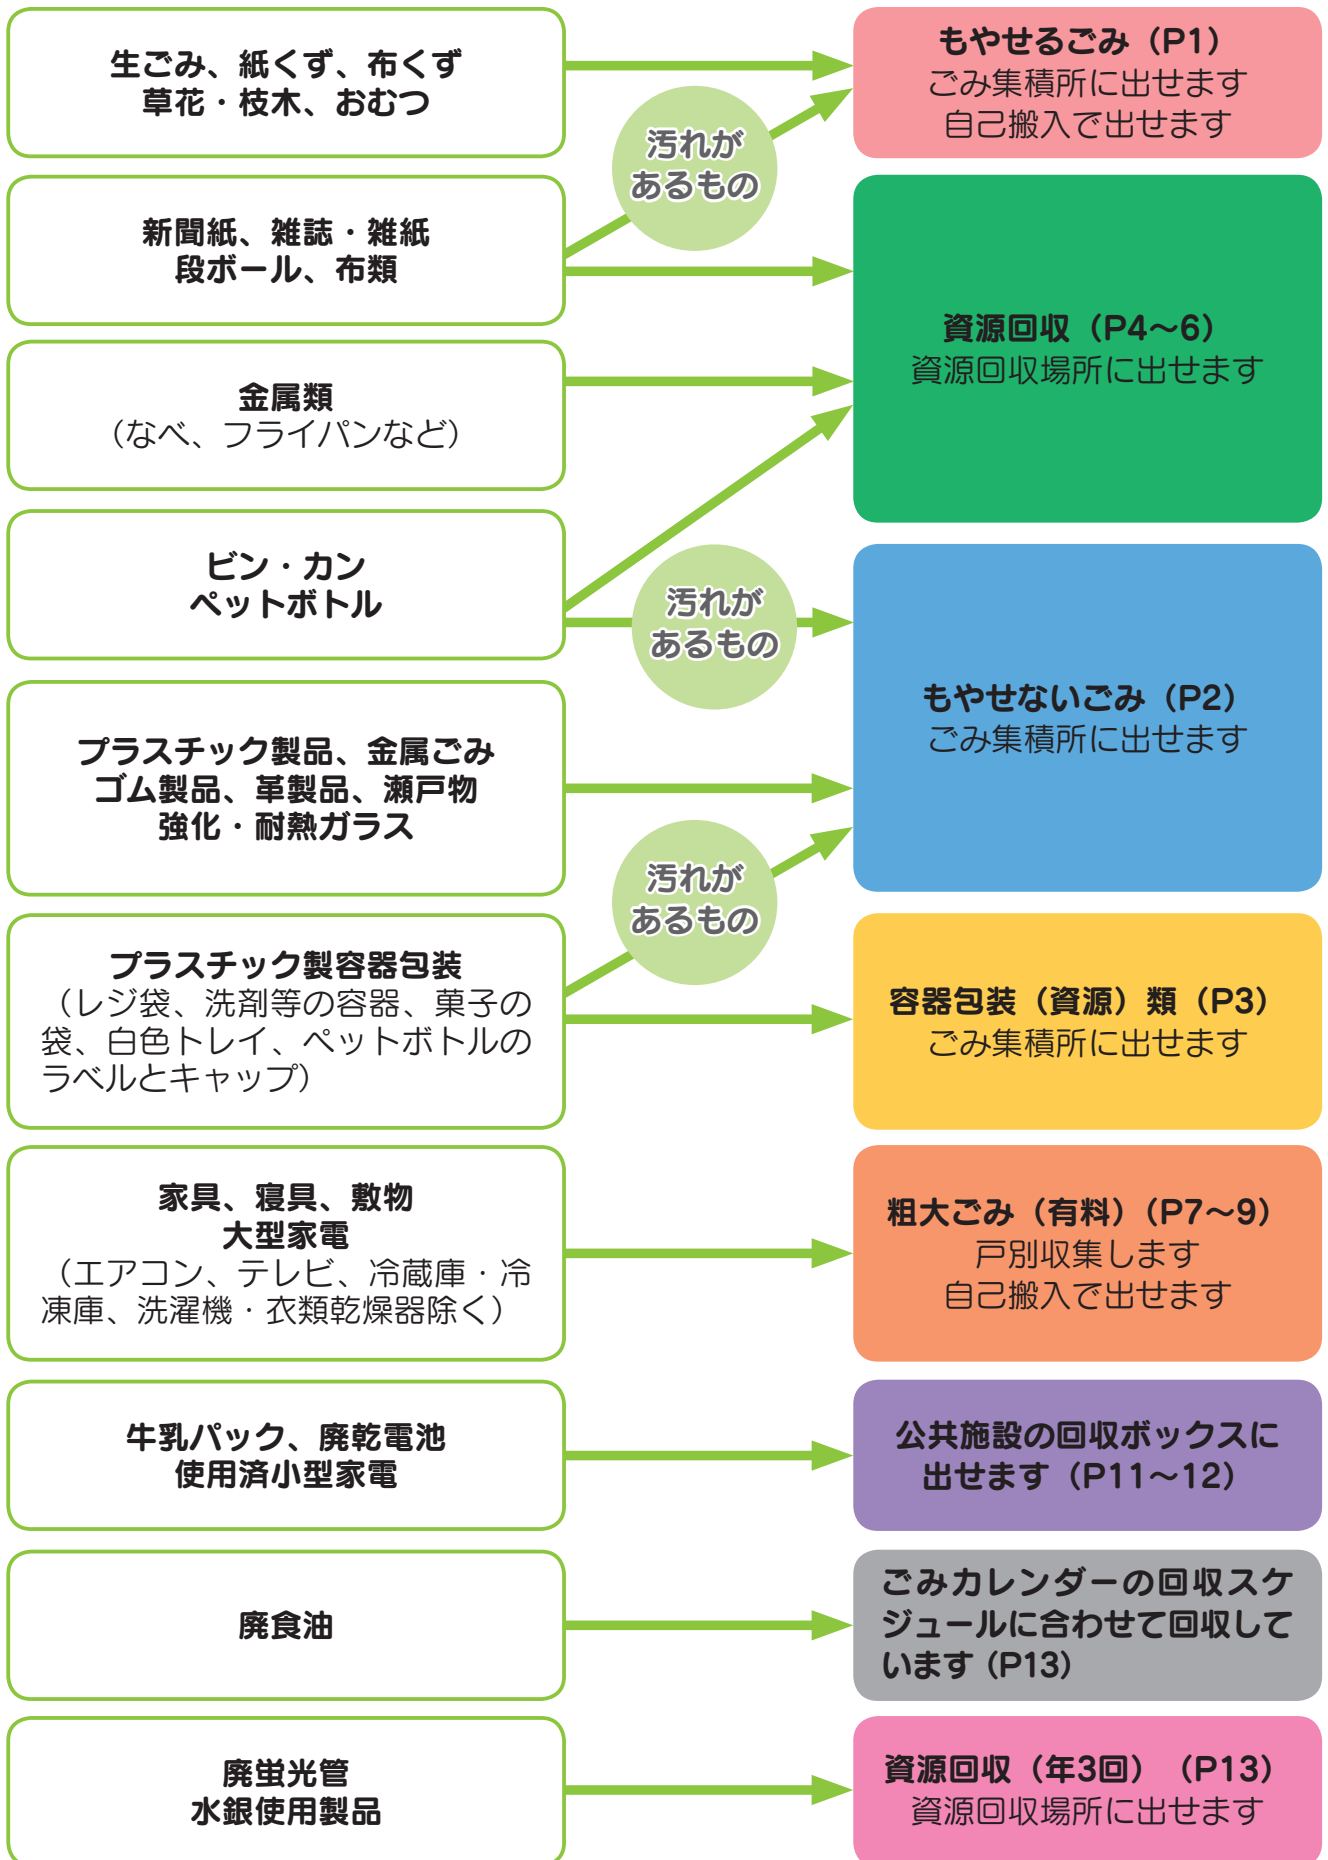 生ごみ、紙くず、布くず
草花・枝木、おむつ
もやせるごみ（P1）
ごみ集積所に出せます
自己搬入で出せます
汚れが
あるもの
新聞紙、雑誌・雑紙
段ボール、布類
資源回収（P4～6）
資源回収場所に出せます
金属類
（なべ、フライパンなど）
ビン・カン
ペットボトル
汚れが
あるもの
もやせないごみ（P2）
ごみ集積所に出せます
プラスチック製品、金属ごみ
ゴム製品、革製品、瀬戸物
強化・耐熱ガラス
汚れが
あるもの
プラスチック製容器包装
（レジ袋、洗剤等の容器、菓子の
袋、白色トレイ、ペットボトルの
ラベルとキャップ）
容器包装（資源）類（P3）
ごみ集積所に出せます
家具、寝具、敷物
大型家電
（エアコン、テレビ、冷蔵庫・冷
凍庫、洗濯機・衣類乾燥器除く）
粗大ごみ（有料）（P7～9）
戸別収集します
自己搬入で出せます
牛乳パック、廃乾電池
使用済小型家電
公共施設の回収ボックスに
出せます（P11～12）
廃食油
ごみカレンダーの回収スケ
ジュールに合わせて回収して
います（P13）
廃蛍光管
水銀使用製品
資源回収（年3回）（P13）
資源回収場所に出せます